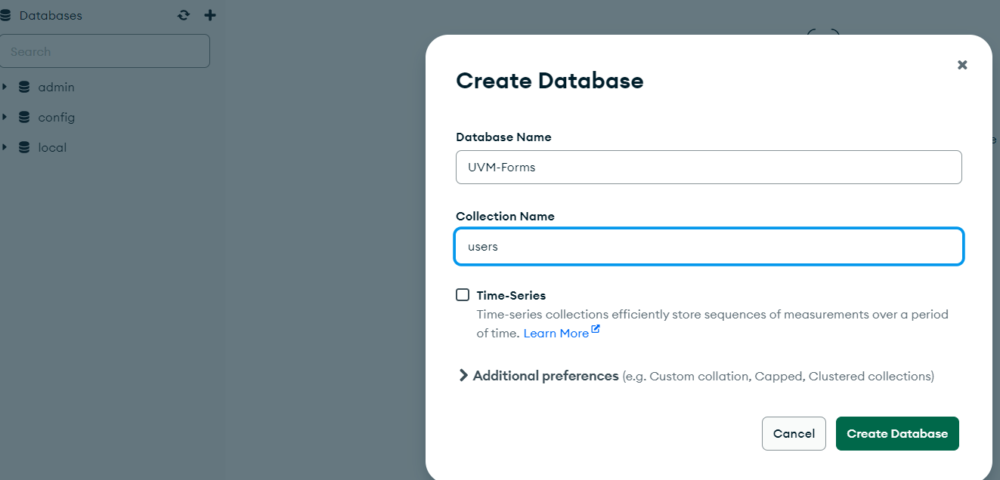 Databases
Search
admin
config
local
Create Database
Database Name
UVM-Forms
Collection Name
users
Time-Series
Time-series collections efficiently store sequences of measurements over a period
of time. Learn More
Additional preferences (e.g. Custom collation, Capped, Clustered collections)
Cancel
Create Database